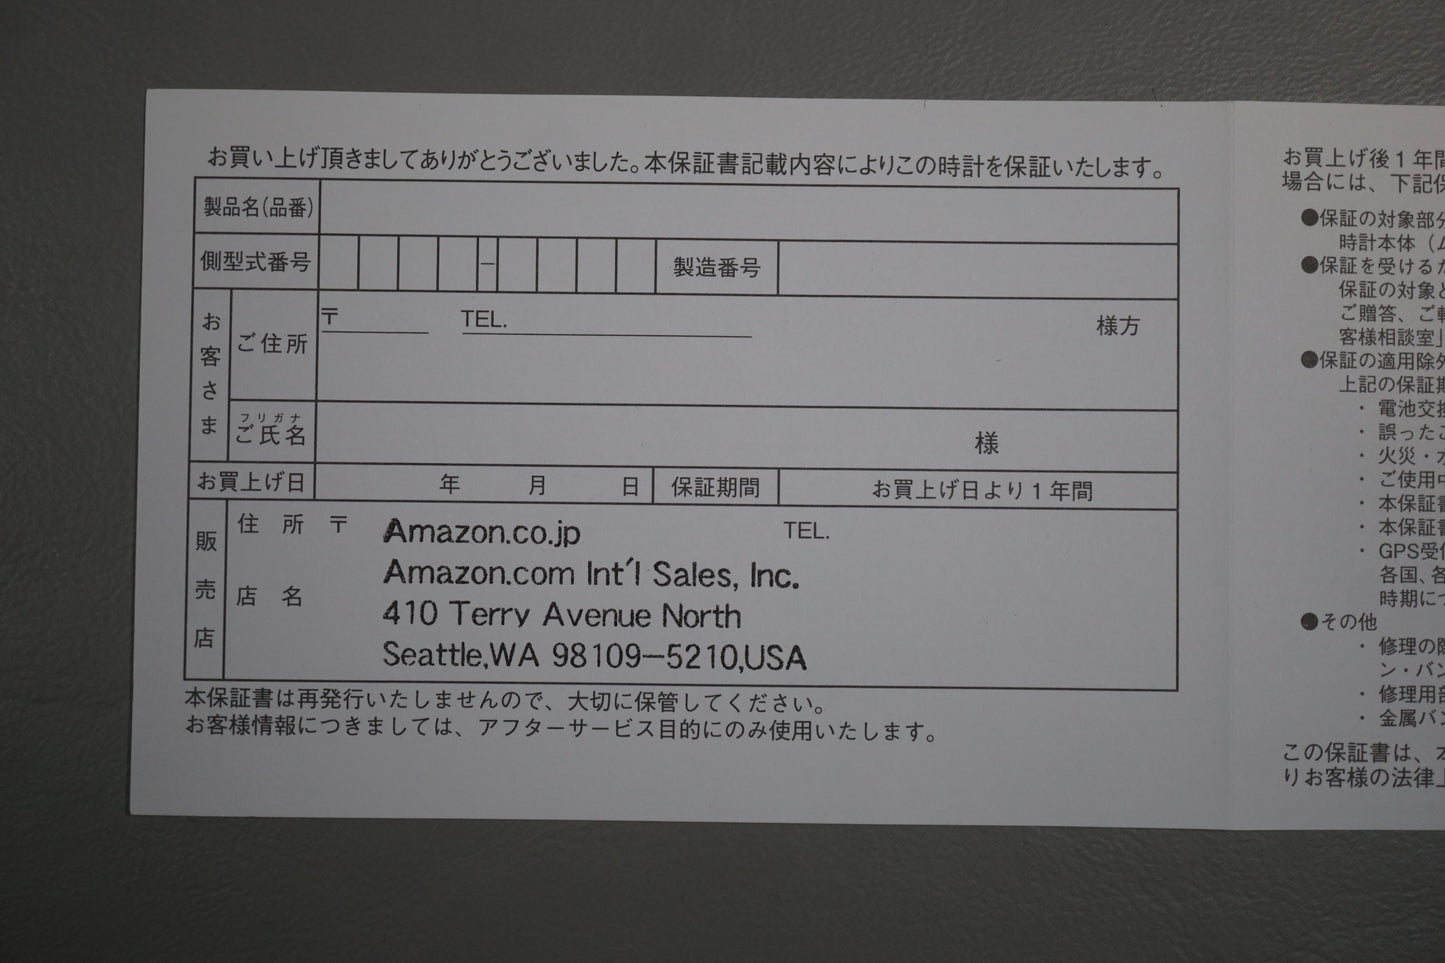 お買い上げ頂きましてありがとうございました。本保証書記載内容によりこの時計を保証いたします。
製品名(品番)
側型式番号
—
製造番号
お客さま
ご住所
〒
TEL.
様方
フリガナ
ご氏名
様
お買上げ日
年 月 日
保証期間
お買上げ日より1年間
販売店
住 所 〒
TEL.
店 名
Amazon.co.jp
Amazon.com Int'l Sales, Inc.
410 Terry Avenue North
Seattle,WA 98109-5210,USA
本保証書は再発行いたしませんので、大切に保管してください。
お客様情報につきましては、アフターサービス目的にのみ使用いたします。
お買上げ後1年間
場合には、下記保
●保証の対象部分
時計本体(ム
●保証を受けるた
保証の対象と
ご贈答、ご転
客様相談室」
●保証の適用除外
上記の保証期
・ 電池交換
・ 誤ったご
・ 火災・水
・ ご使用中
・ 本保証書
・ 本保証書
・ GPS受信
各国、各
時期につ
●その他
・ 修理の際
ン・バン
・ 修理用部
・ 金属バン
この保証書は、本
りお客様の法律上